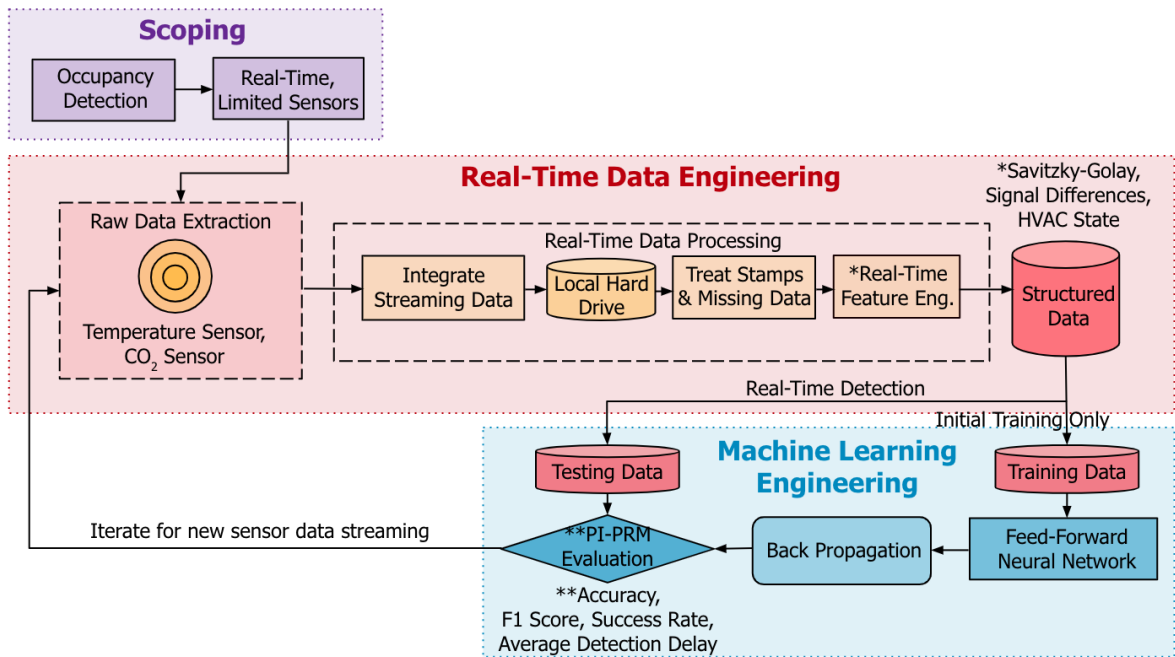 Scoping
Occupancy
Detection
Real-Time,
Limited Sensors
Real-Time Data Engineering
*Savitzky-Golay,
Signal Differences,
HVAC State
Raw Data Extraction
Temperature Sensor,
CO2 Sensor
Real-Time Data Processing
Integrate
Streaming Data
Local Hard
Drive
Treat Stamps
& Missing Data
*Real-Time
Feature Eng.
Structured
Data
Real-Time Detection
Initial Training Only
Machine Learning
Engineering
Testing Data
Training Data
Iterate for new sensor data streaming
**PI-PRM
Evaluation
Back Propagation
Feed-Forward
Neural Network
**Accuracy,
F1 Score, Success Rate,
Average Detection Delay